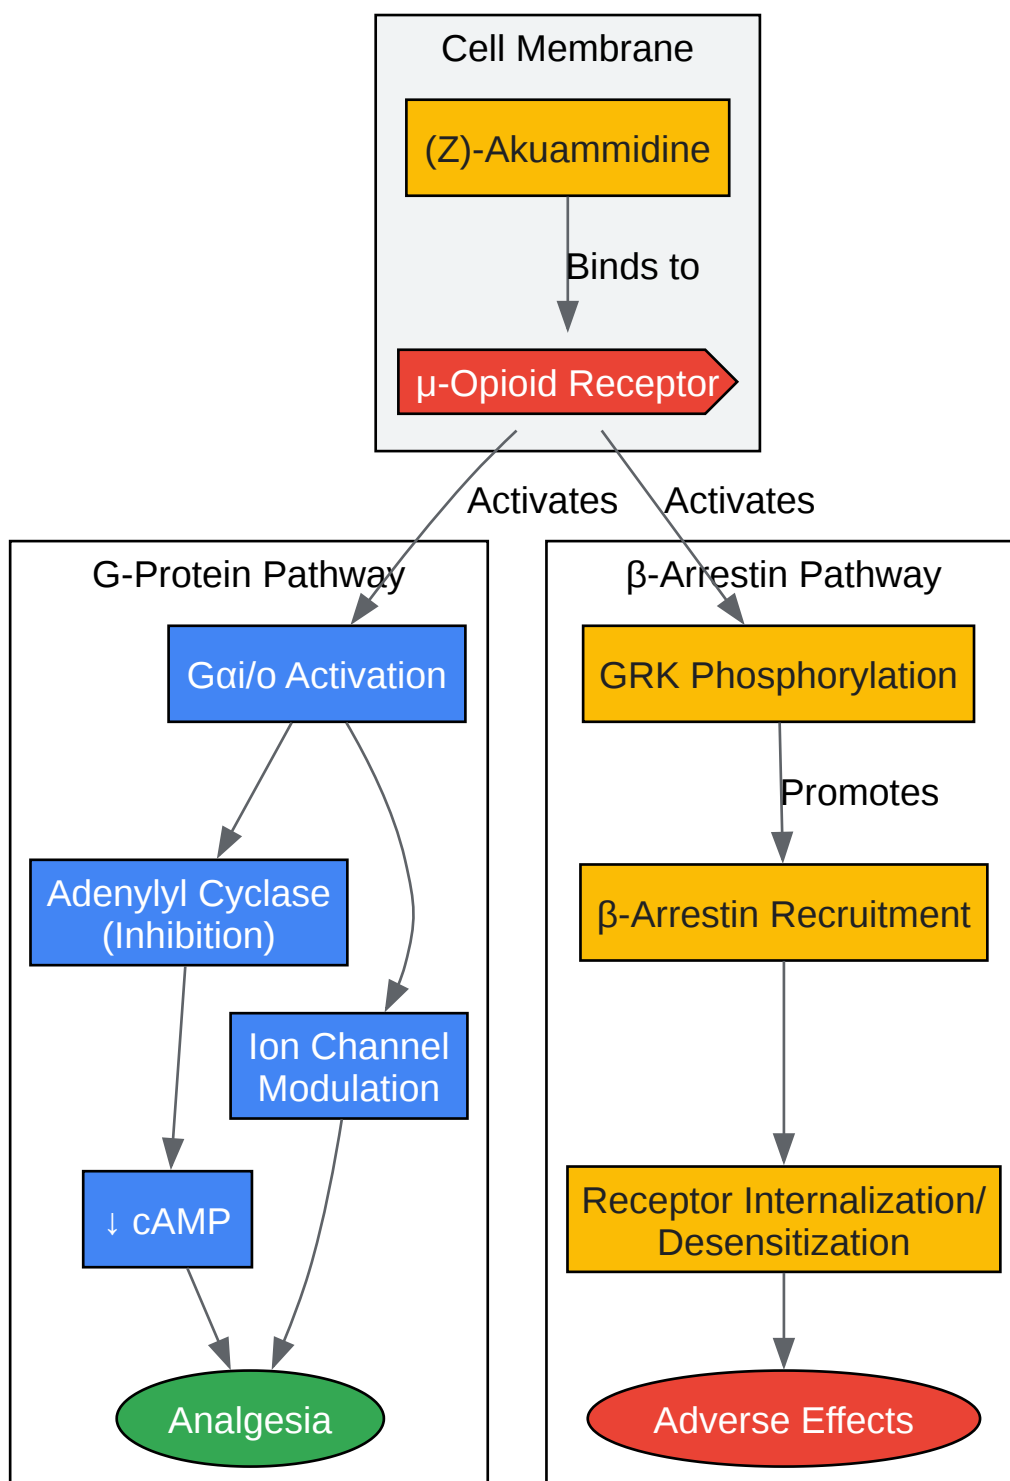 Cell Membrane
(Z)-Akuammidine
Binds to
μ-Opioid Receptor
Activates
Activates
G-Protein Pathway
Gαi/o Activation
Adenylyl Cyclase
(Inhibition)
Ion Channel
Modulation
↓ cAMP
Analgesia
β-Arrestin Pathway
GRK Phosphorylation
Promotes
β-Arrestin Recruitment
Receptor Internalization/
Desensitization
Adverse Effects